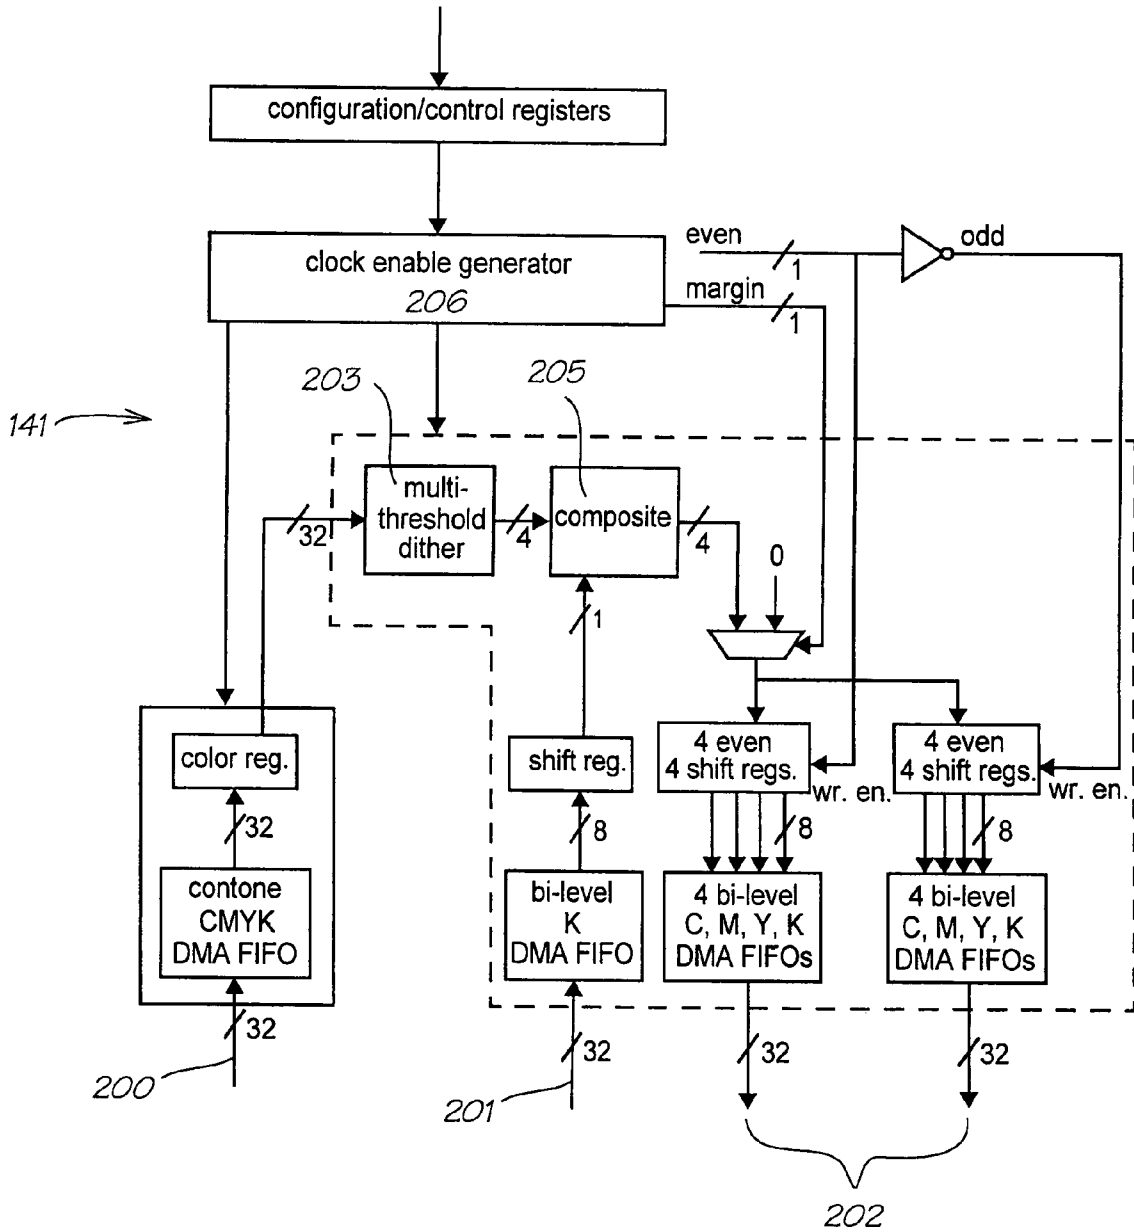 configuration/control registers
clock enable generator
206
even
1
odd
margin
1
203
205
141
multi-
threshold
dither
composite
32
4
4
0
1
color reg.
shift reg.
4 even
4 shift regs.
wr. en.
4 even
4 shift regs.
wr. en.
32
8
8
8
contone
CMYK
DMA FIFO
bi-level
K
DMA FIFO
4 bi-level
C, M, Y, K
DMA FIFOs
4 bi-level
C, M, Y, K
DMA FIFOs
32
32
32
32
200
201
202